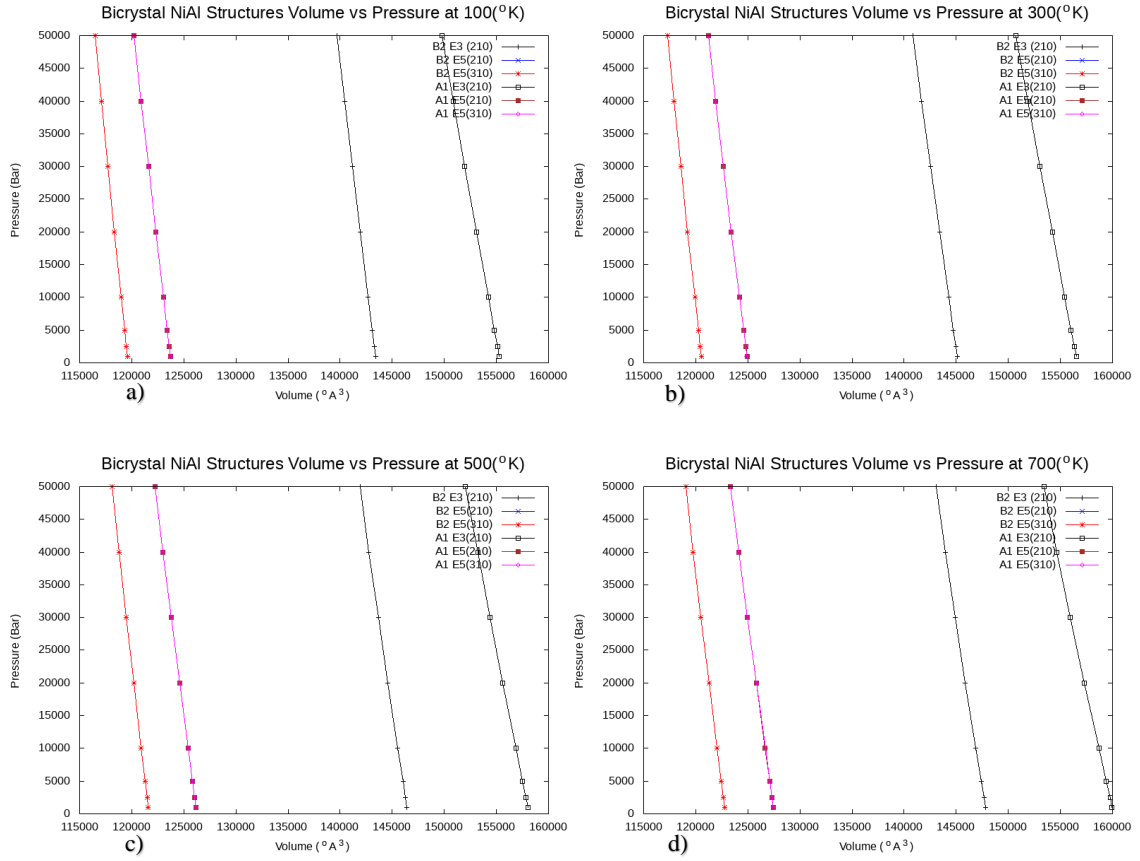 Bicrystal NiAl Structures Volume vs Pressure at 100(°K)
50000
45000
40000
35000
30000
25000
20000
15000
10000
5000
0
Pressure (Bar)
B2 E3 (210)
B2 E5(210)
B2 E5(310)
A1 E3(210)
A1 E5(210)
A1 E5(310)
115000 120000 125000 130000 135000 140000 145000 150000 155000 160000
Volume ( °A³)
a)
Bicrystal NiAl Structures Volume vs Pressure at 300(°K)
50000
45000
40000
35000
30000
25000
20000
15000
10000
5000
0
Pressure (Bar)
B2 E3 (210)
B2 E5(210)
B2 E5(310)
A1 E3(210)
A1 E5(210)
A1 E5(310)
115000 120000 125000 130000 135000 140000 145000 150000 155000 160000
Volume ( °A³)
b)
Bicrystal NiAl Structures Volume vs Pressure at 500(°K)
50000
45000
40000
35000
30000
25000
20000
15000
10000
5000
0
Pressure (Bar)
B2 E3 (210)
B2 E5(210)
B2 E5(310)
A1 E3(210)
A1 E5(210)
A1 E5(310)
115000 120000 125000 130000 135000 140000 145000 150000 155000 160000
Volume ( °A³)
c)
Bicrystal NiAl Structures Volume vs Pressure at 700(°K)
50000
45000
40000
35000
30000
25000
20000
15000
10000
5000
0
Pressure (Bar)
B2 E3 (210)
B2 E5(210)
B2 E5(310)
A1 E3(210)
A1 E5(210)
A1 E5(310)
115000 120000 125000 130000 135000 140000 145000 150000 155000 160000
Volume ( °A³)
d)